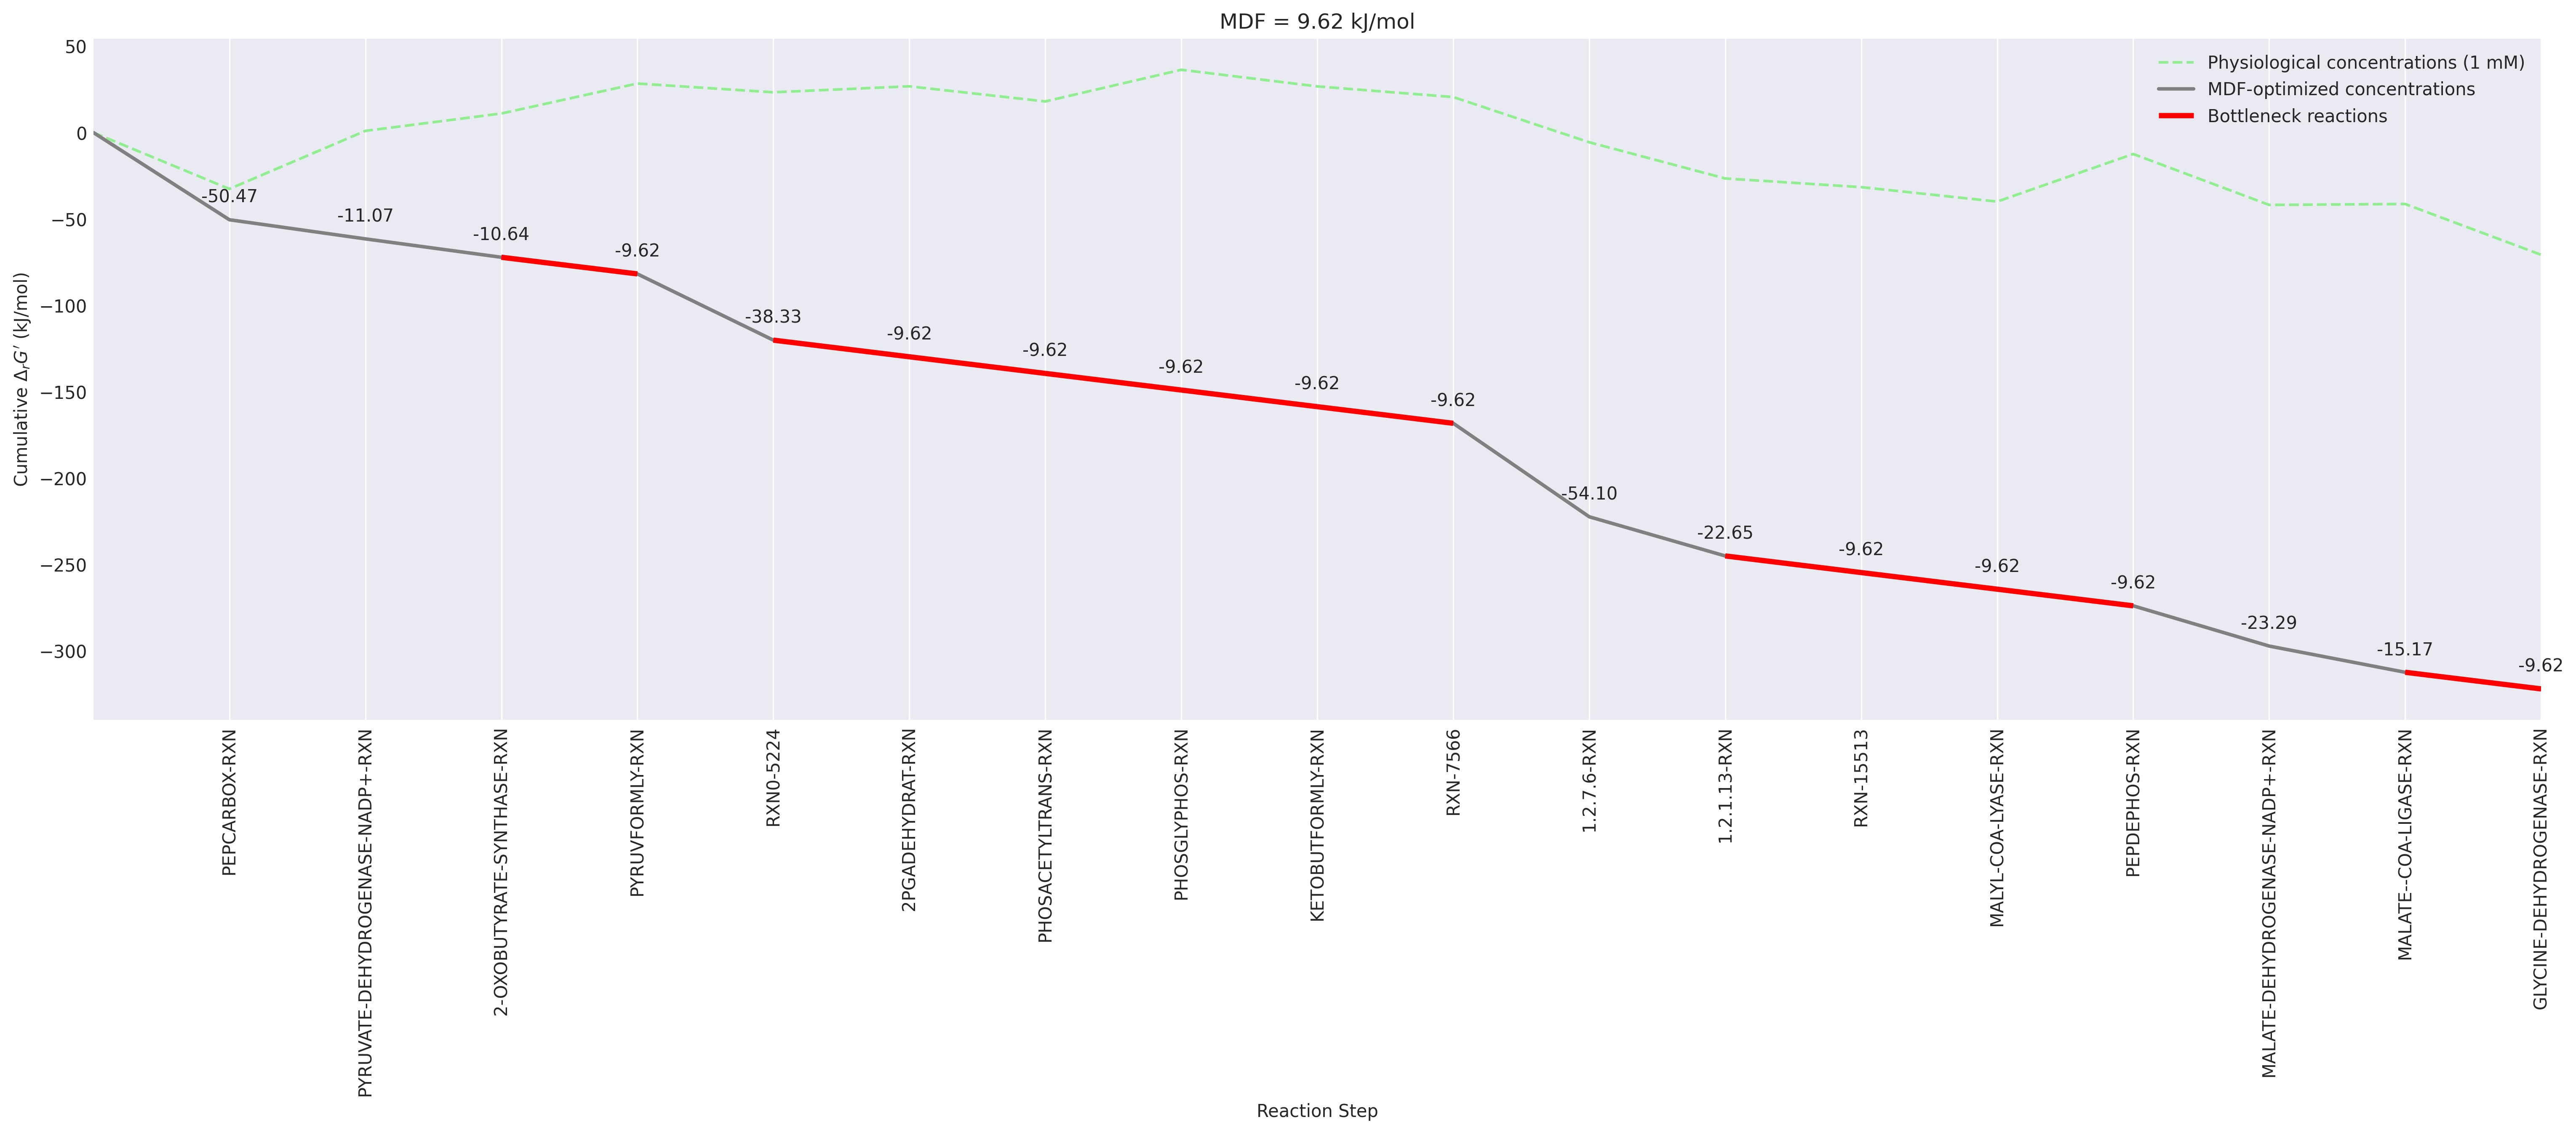 MDF = 9.62 kJ/mol
Cumulative ΔrG′ (kJ/mol)
50
0
−50
−100
−150
−200
−250
−300
Physiological concentrations (1 mM)
MDF-optimized concentrations
Bottleneck reactions
-50.47
-11.07
-10.64
-9.62
-38.33
-9.62
-9.62
-9.62
-9.62
-9.62
-54.10
-22.65
-9.62
-9.62
-9.62
-23.29
-15.17
-9.62
PEPCARBOX-RXN
PYRUVATE-DEHYDROGENASE-NADP+-RXN
2-OXOBUTYRATE-SYNTHASE-RXN
PYRUVFORMLY-RXN
RXN0-5224
2PGADEHYDRAT-RXN
PHOSACETYLTRANS-RXN
PHOSGLYPHOS-RXN
KETOBUTFORMLY-RXN
RXN-7566
1.2.7.6-RXN
1.2.1.13-RXN
RXN-15513
MALYL-COA-LYASE-RXN
PEPDEPHOS-RXN
MALATE-DEHYDROGENASE-NADP+-RXN
MALATE--COA-LIGASE-RXN
GLYCINE-DEHYDROGENASE-RXN
Reaction Step